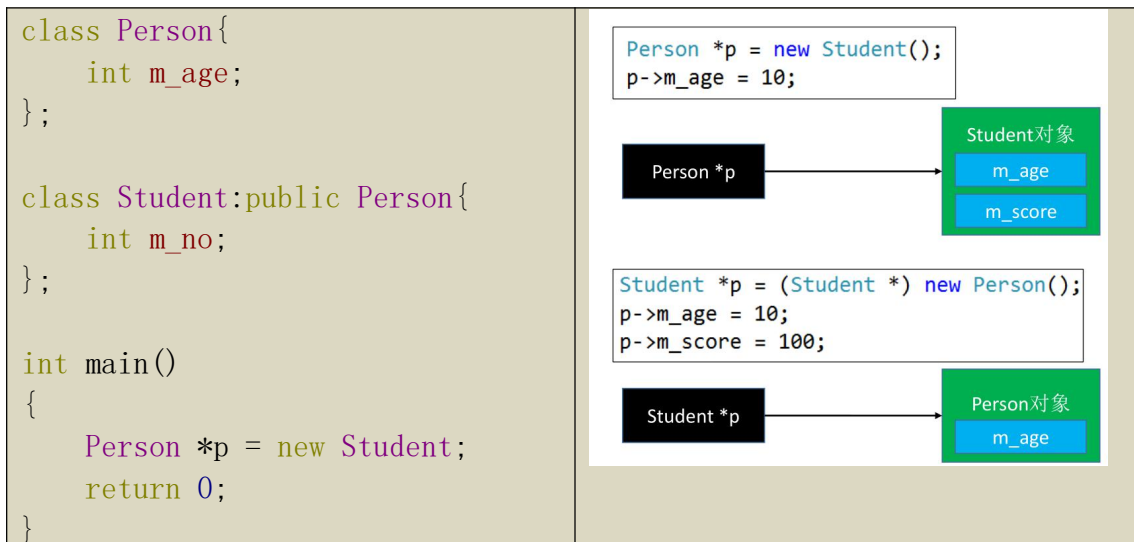 class Person{
    int m_age;
};
class Student:public Person{
    int m_no;
};
int main()
{
    Person *p = new Student;
    return 0;
}
Person *p = new Student();
p->m_age = 10;
Student对象
Person *p
m_age
m_score
Student *p = (Student *) new Person();
p->m_age = 10;
p->m_score = 100;
Person对象
Student *p
m_age